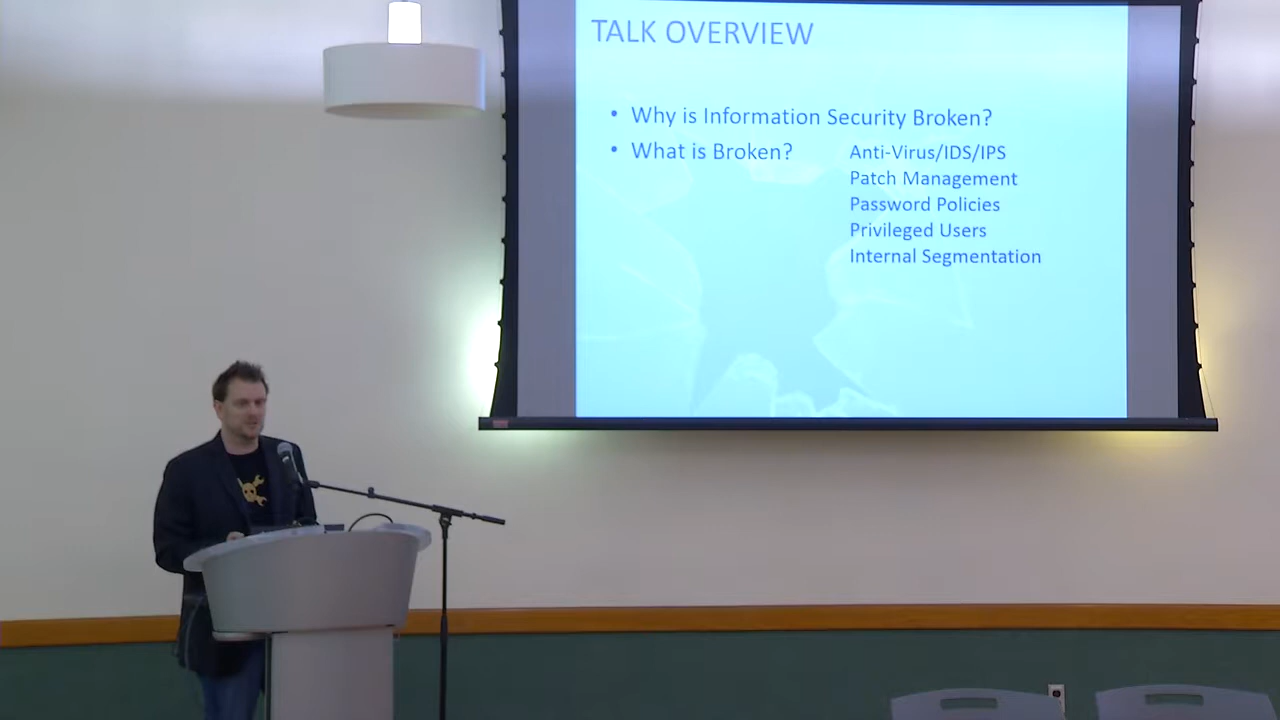 TALK OVERVIEW
• Why is Information Security Broken?
• What is Broken?
Anti-Virus/IDS/IPS
Patch Management
Password Policies
Privileged Users
Internal Segmentation